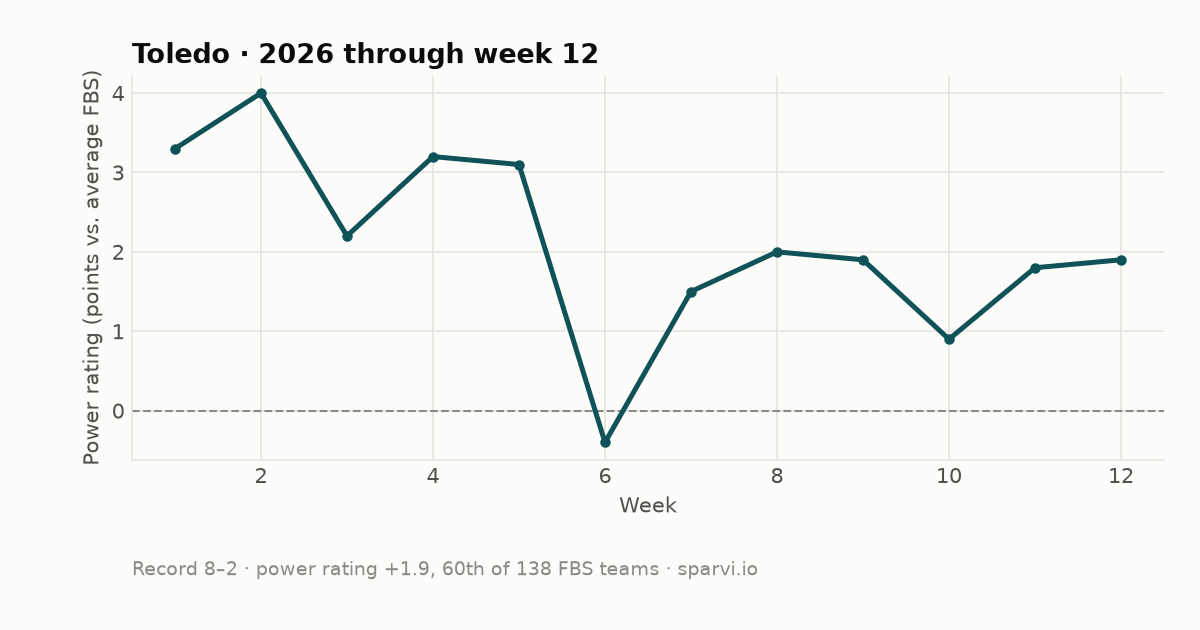 Toledo · 2026 through week 12
Power rating (points vs. average FBS)
4
3
2
1
0
2 4 6 8 10 12
Week
Record 8–2 · power rating +1.9, 60th of 138 FBS teams · sparvi.io